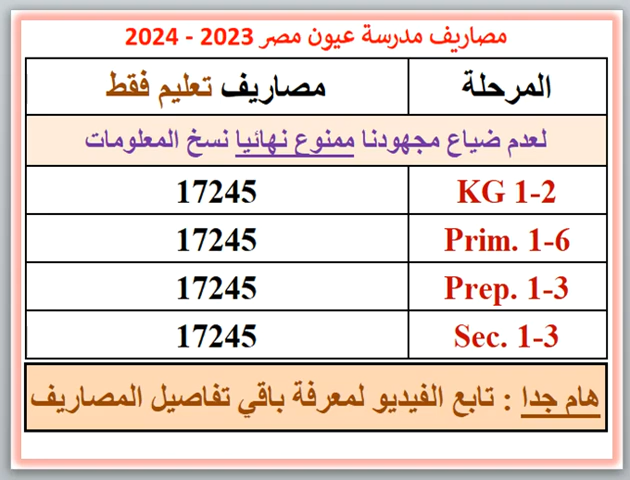 مصاريف مدرسة عيون مصر 2023 - 2024
المرحلة مصاريف تعليم فقط
لعدم ضياع مجهودنا ممنوع نهائيا نسخ المعلومات
KG 1-2 17245
Prim. 1-6 17245
Prep. 1-3 17245
Sec. 1-3 17245
هام جدا : تابع الفيديو لمعرفة باقي تفاصيل المصاريف